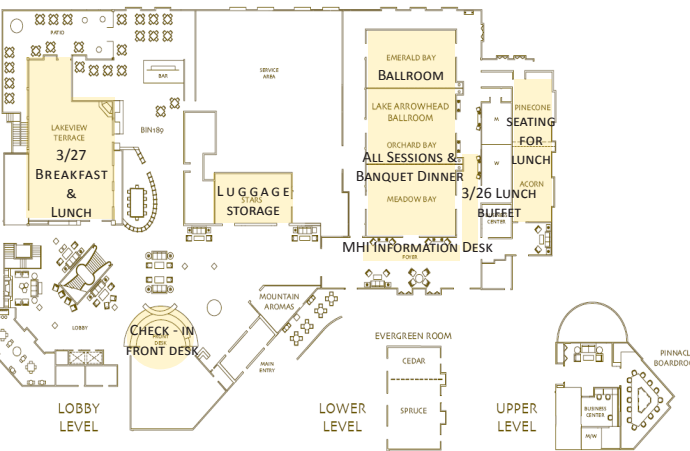 PATIO
BAR
SERVICE
AREA
EMERALD BAY
BALLROOM
LAKE ARROWHEAD
BALLROOM
ORCHARD BAY
ALL SESSIONS &
BANQUET DINNER
MEADOW BAY
M
W
PINECONE
SEATING
FOR
LUNCH
ACORN
3/26 LUNCH
BUFFET
CENTER
LAKEVIEW
TERRACE
3/27
BREAKFAST
&
LUNCH
BIN189
LUGGAGE
STARS
STORAGE
MHI INFORMATION DESK
FOYER
MOUNTAIN
AROMAS
LOBBY
CHECK - IN
FRONT DESK
DESK
MAIN
ENTRY
EVERGREEN ROOM
CEDAR
SPRUCE
PINNACL
BOARDROO
BUSINESS
CENTER
M/W
LOBBY
LEVEL
LOWER
LEVEL
UPPER
LEVEL